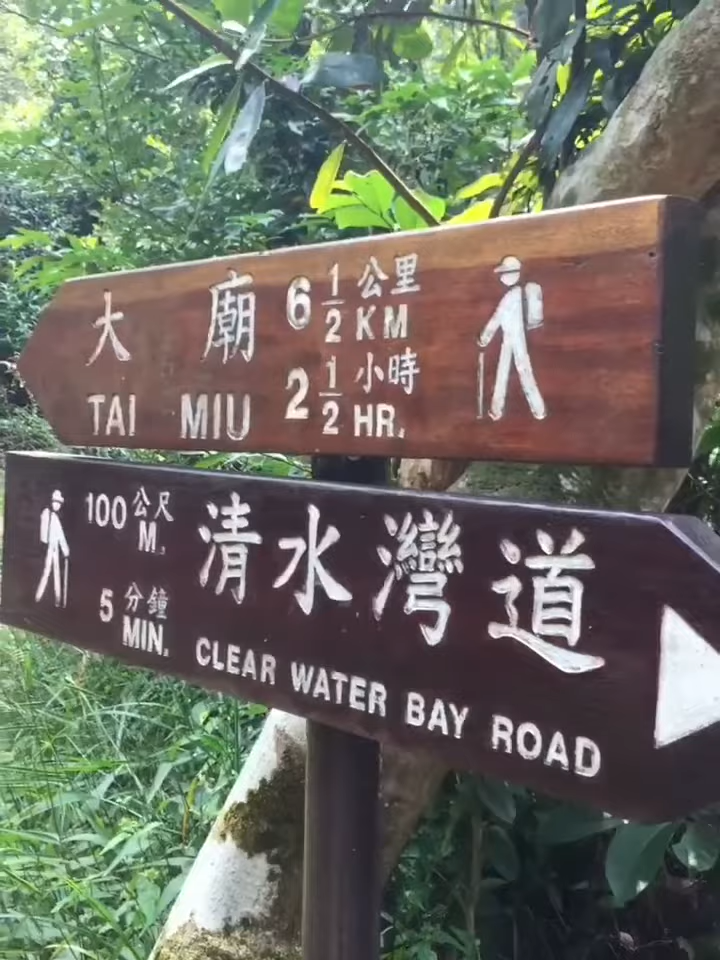 大廟 6 1/2 公里 KM
TAI MIU 2 1/2 小時 HR.
100 公尺 M.
5 分鐘 MIN.
清水灣道
CLEAR WATER BAY ROAD